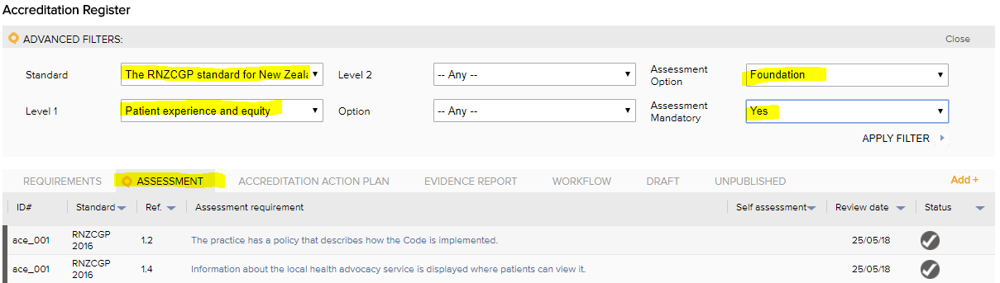 Accreditation Register
ADVANCED FILTERS: Close
Standard The RNZCGP standard for New Zeala Level 2 -- Any -- Assessment Option Foundation
Level 1 Patient experience and equity Option -- Any -- Assessment Mandatory Yes
APPLY FILTER
REQUIREMENTS ASSESSMENT ACCREDITATION ACTION PLAN EVIDENCE REPORT WORKFLOW DRAFT UNPUBLISHED Add +
ID# Standard Ref. Assessment requirement Self assessment Review date Status
ace_001 RNZCGP 2016 1.2 The practice has a policy that describes how the Code is implemented. 25/05/18
ace_001 RNZCGP 2016 1.4 Information about the local health advocacy service is displayed where patients can view it. 25/05/18